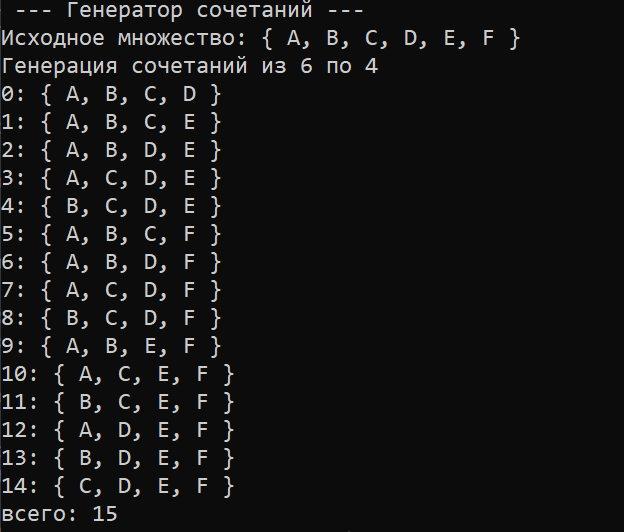 --- Генератор сочетаний ---
Исходное множество: { A, B, C, D, E, F }
Генерация сочетаний из 6 по 4
0: { A, B, C, D }
1: { A, B, C, E }
2: { A, B, D, E }
3: { A, C, D, E }
4: { B, C, D, E }
5: { A, B, C, F }
6: { A, B, D, F }
7: { A, C, D, F }
8: { B, C, D, F }
9: { A, B, E, F }
10: { A, C, E, F }
11: { B, C, E, F }
12: { A, D, E, F }
13: { B, D, E, F }
14: { C, D, E, F }
всего: 15